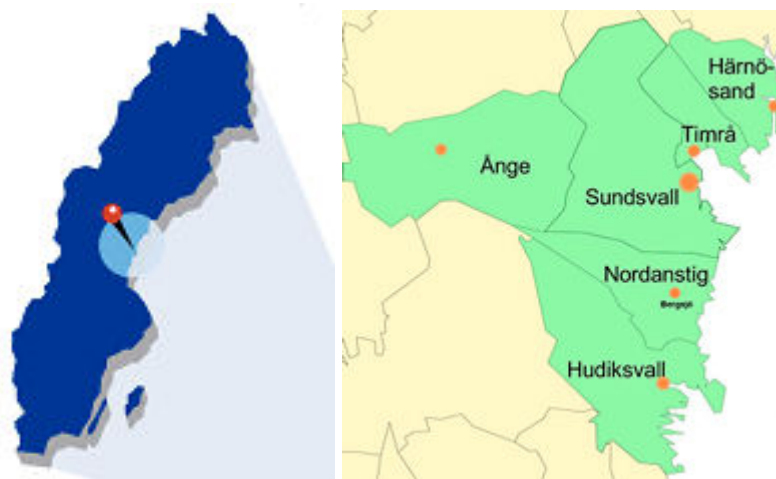 Härnö-
sand
Timrå
Ånge
Sundsvall
Nordanstig
Bergsjö
Hudiksvall